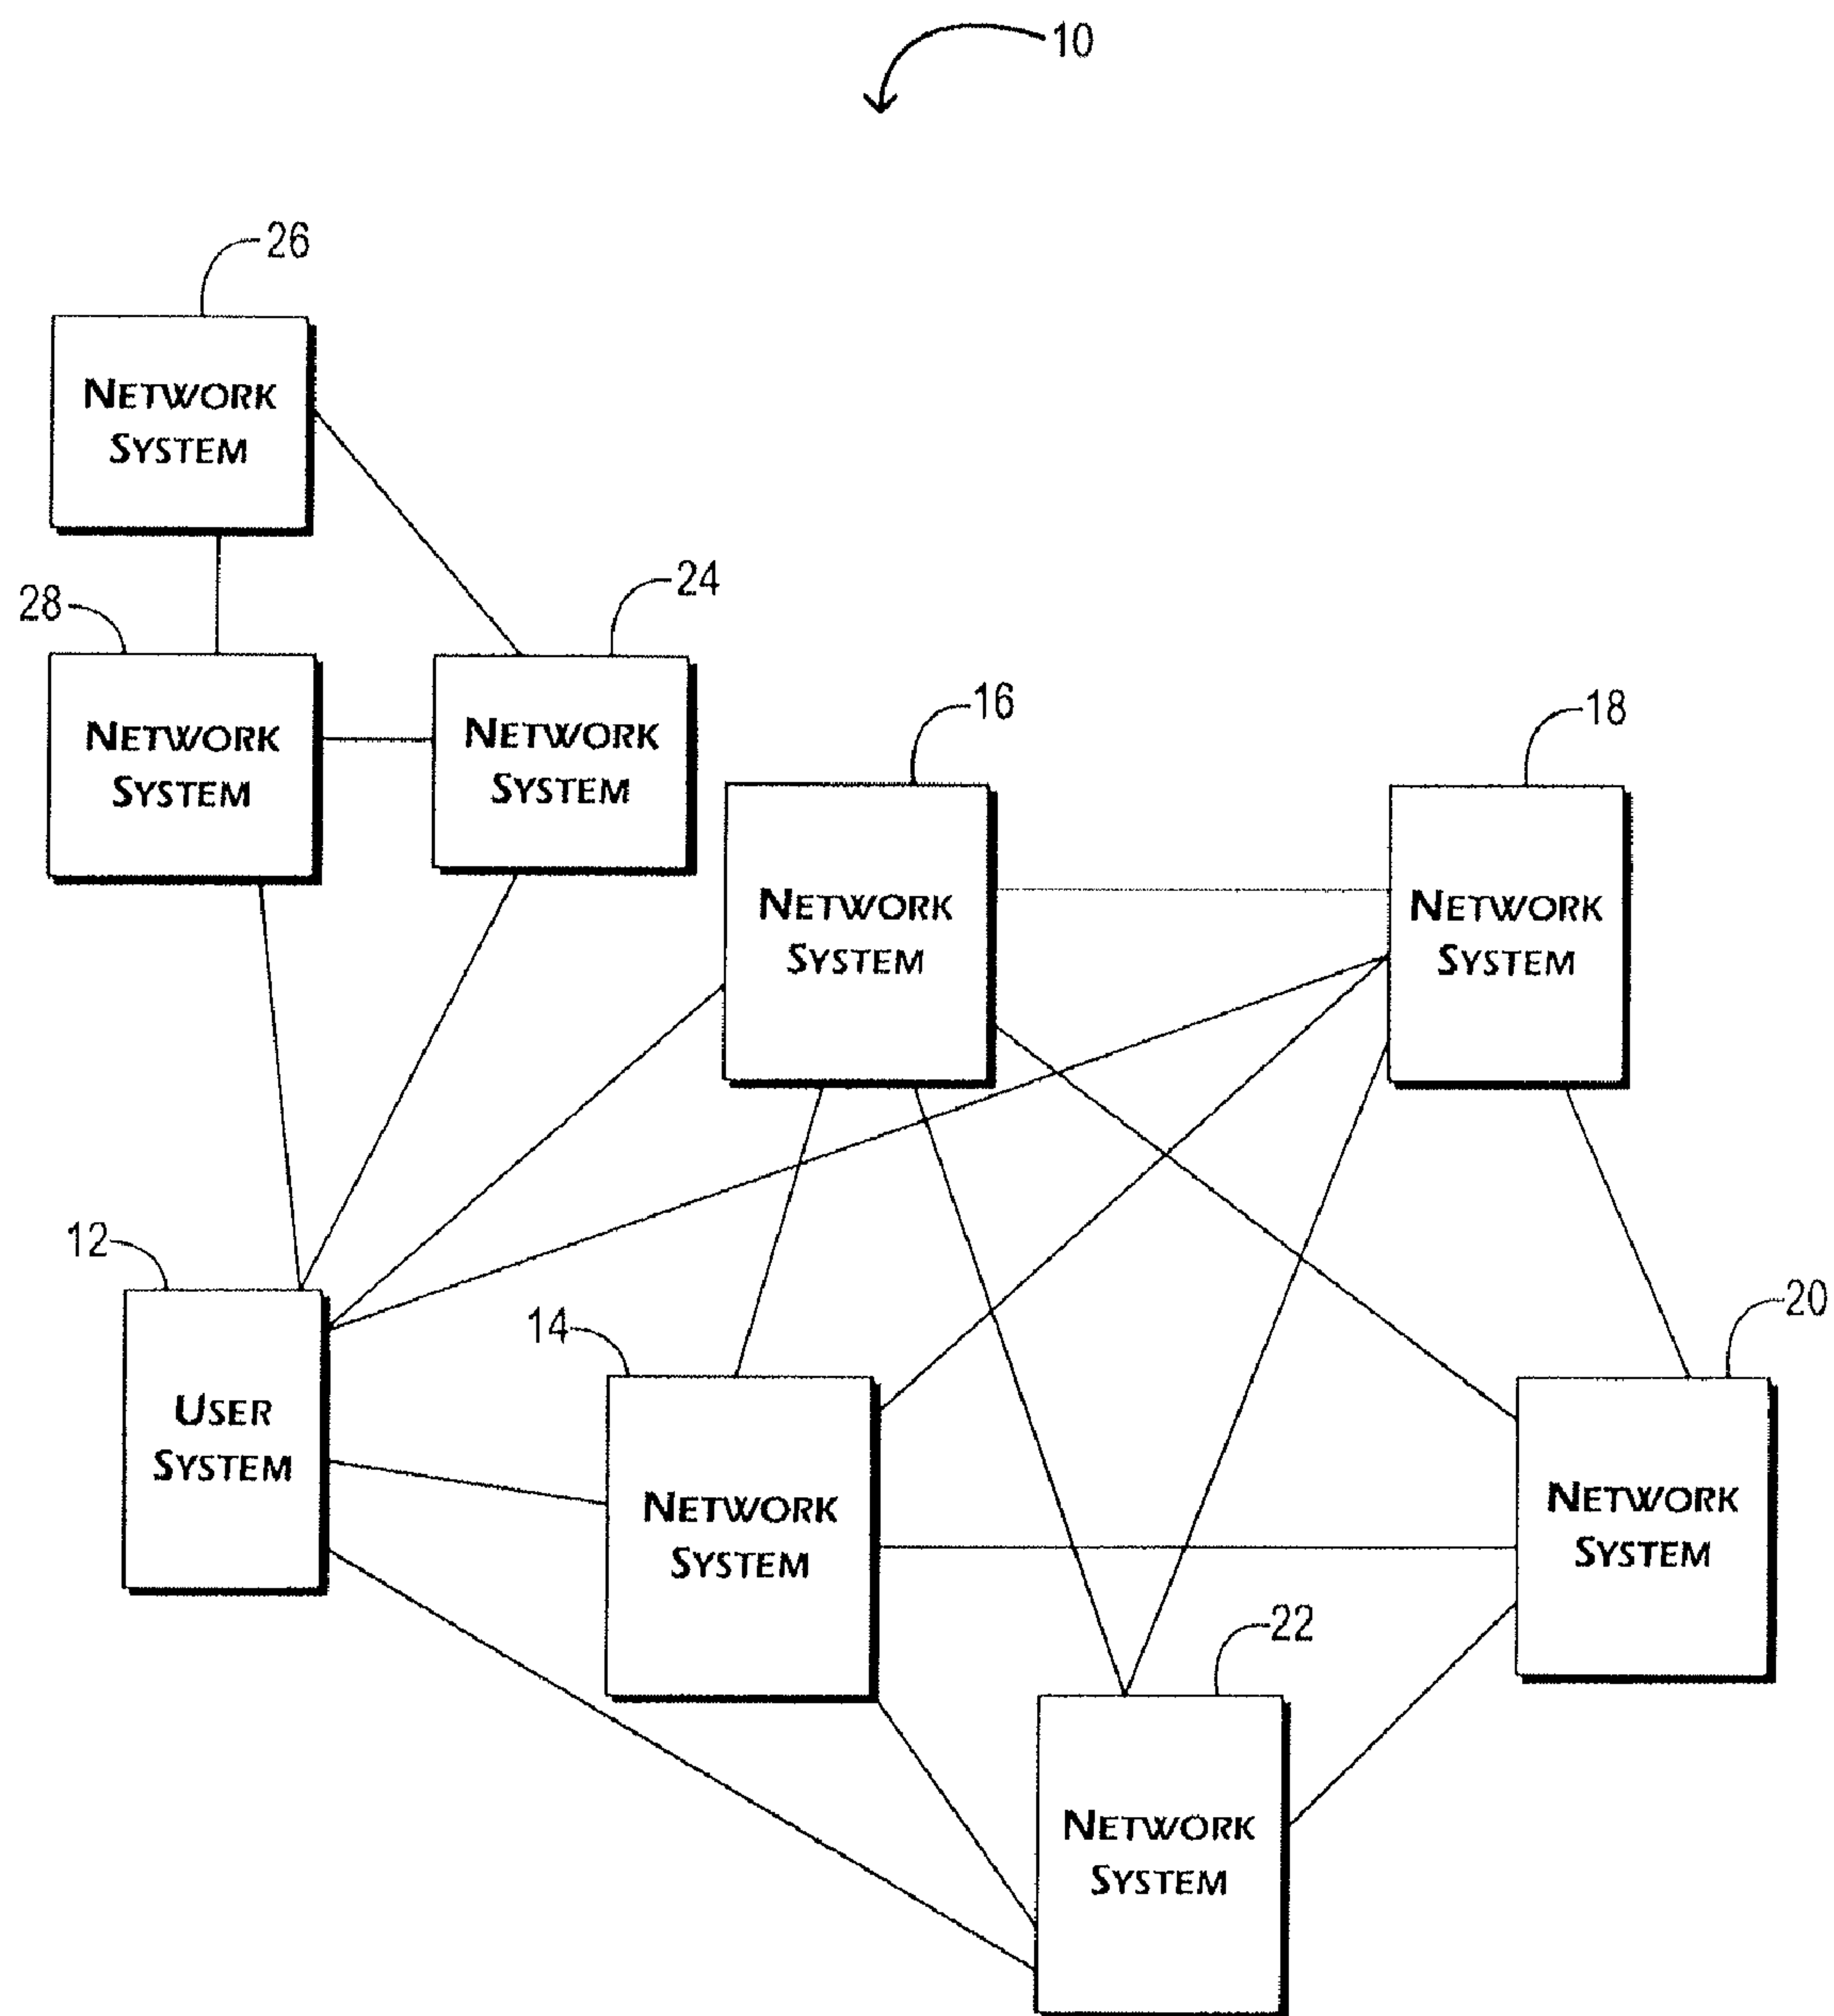 10
26
NETWORK
SYSTEM
28
24
NETWORK
SYSTEM
NETWORK
SYSTEM
16
18
NETWORK
SYSTEM
NETWORK
SYSTEM
12
14
20
USER
SYSTEM
NETWORK
SYSTEM
NETWORK
SYSTEM
22
NETWORK
SYSTEM